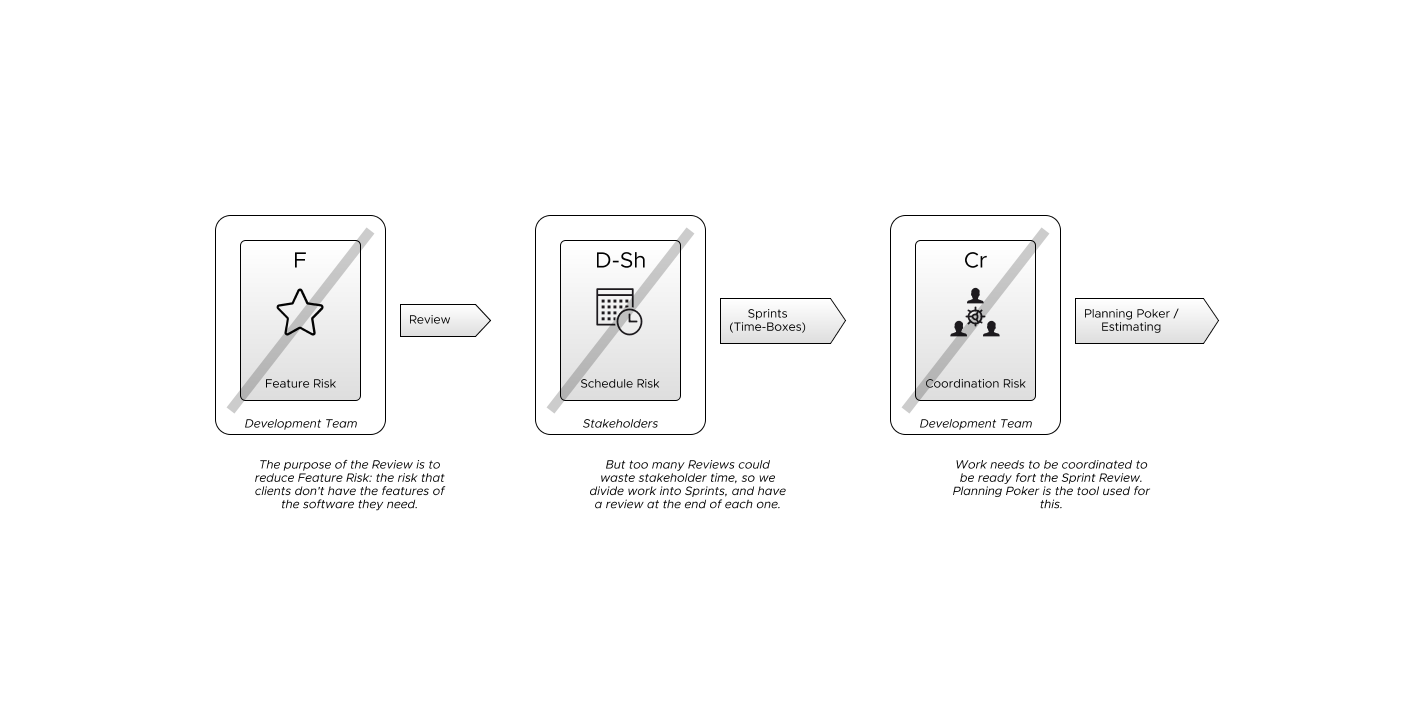 F
Feature Risk
Development Team
Review
The purpose of the Review is to
reduce Feature Risk: the risk that
clients don't have the features of
the software they need.
D-Sh
Schedule Risk
Stakeholders
Sprints
(Time-Boxes)
But too many Reviews could
waste stakeholder time, so we
divide work into Sprints, and have
a review at the end of each one.
Cr
Coordination Risk
Development Team
Planning Poker /
Estimating
Work needs to be coordinated to
be ready fort the Sprint Review.
Planning Poker is the tool used for
this.